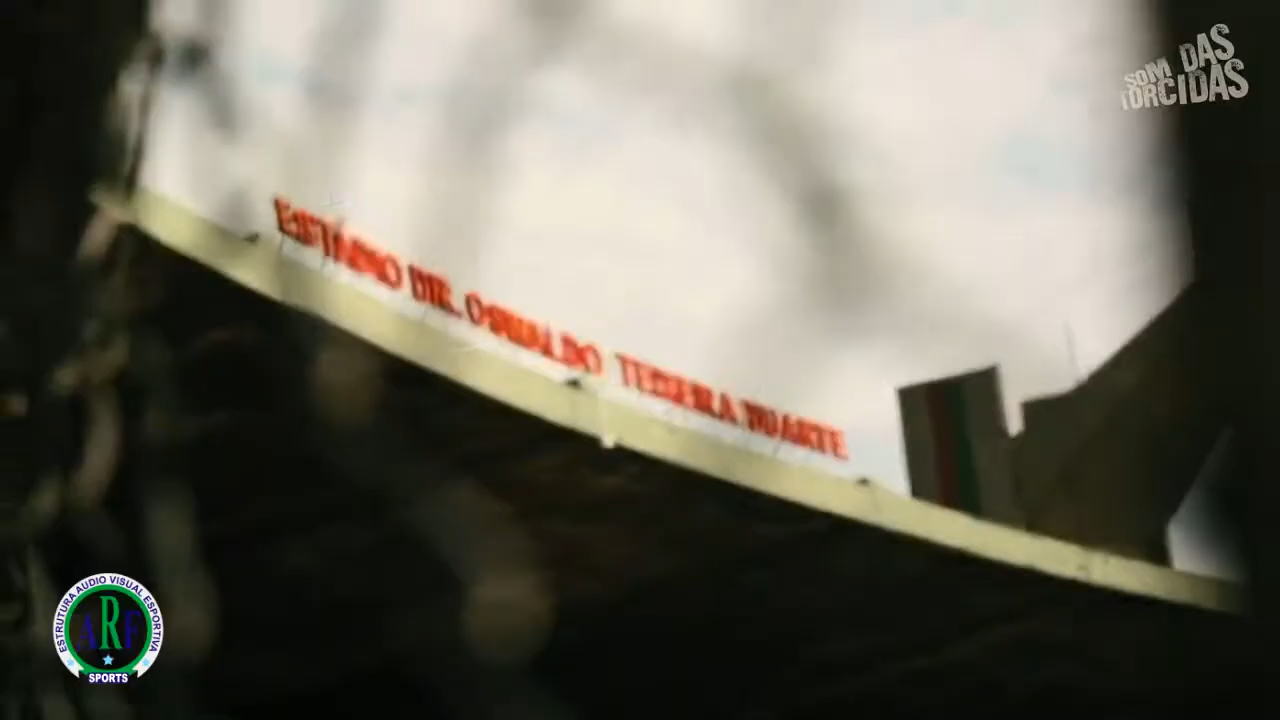 SOM DAS
TORCIDAS
ESTÁDIO DR. OSWALDO TEIXEIRA DUARTE
ESTRUTURA AUDIO VISUAL ESPORTIVA
ARF
SPORTS